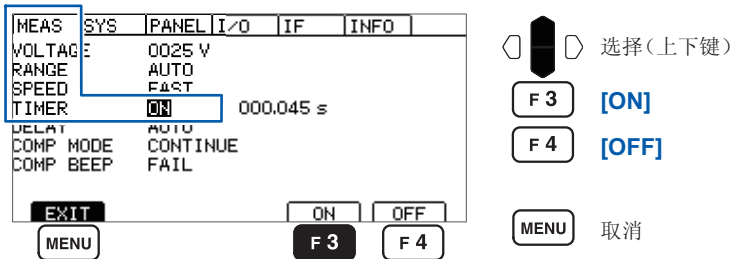 MEAS SYS PANEL I/O IF INFO
VOLTAGE 0025 V
RANGE AUTO
SPEED FAST
TIMER ON 000.045 s
DELAY AUTO
COMP MODE CONTINUE
COMP BEEP FAIL
EXIT ON OFF
MENU F 3 F 4
选择（上下键）
F 3 [ON]
F 4 [OFF]
MENU 取消